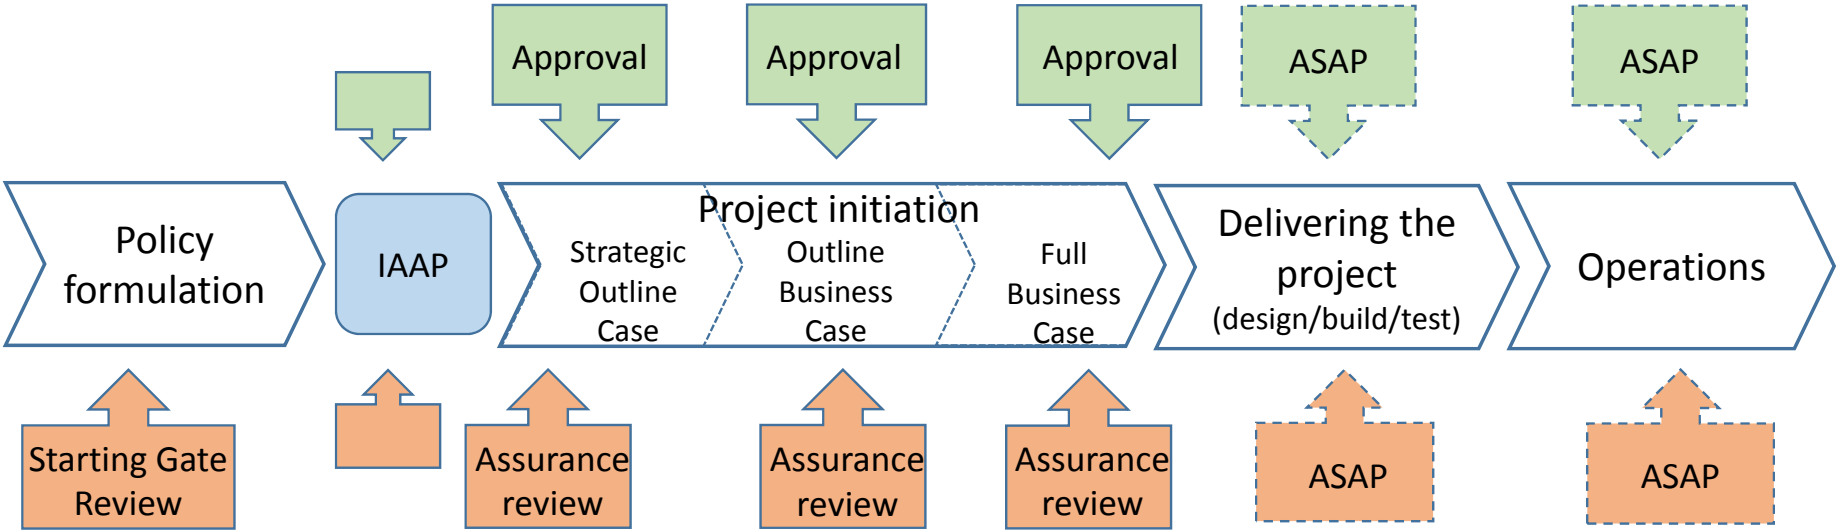 Approval
Approval
Approval
ASAP
ASAP
Policy
formulation
IAAP
Project initiation
Strategic
Outline
Case
Outline
Business
Case
Full
Business
Case
Delivering the
project
(design/build/test)
Operations
Starting Gate
Review
Assurance
review
Assurance
review
Assurance
review
ASAP
ASAP